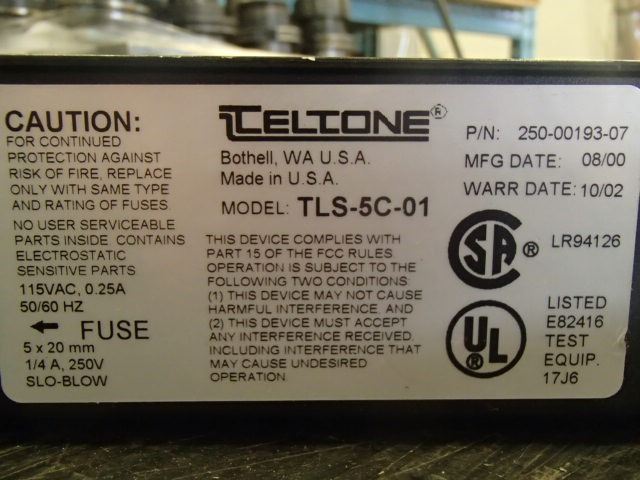 CAUTION:
FOR CONTINUED
PROTECTION AGAINST
RISK OF FIRE, REPLACE
ONLY WITH SAME TYPE
AND RATING OF FUSES.
NO USER SERVICEABLE
PARTS INSIDE. CONTAINS
ELECTROSTATIC
SENSITIVE PARTS
115VAC, 0.25A
50/60 HZ
← FUSE
5 x 20 mm
1/4 A, 250V
SLO-BLOW
TELTONE®
Bothell, WA U.S.A.
Made in U.S.A.
MODEL: TLS-5C-01
THIS DEVICE COMPLIES WITH
PART 15 OF THE FCC RULES
OPERATION IS SUBJECT TO THE
FOLLOWING TWO CONDITIONS:
(1) THIS DEVICE MAY NOT CAUSE
HARMFUL INTERFERENCE, AND
(2) THIS DEVICE MUST ACCEPT
ANY INTERFERENCE RECEIVED,
INCLUDING INTERFERENCE THAT
MAY CAUSE UNDESIRED
OPERATION.
P/N: 250-00193-07
MFG DATE: 08/00
WARR DATE: 10/02
SA® LR94126
UL
LISTED
E82416
TEST
EQUIP.
17J6